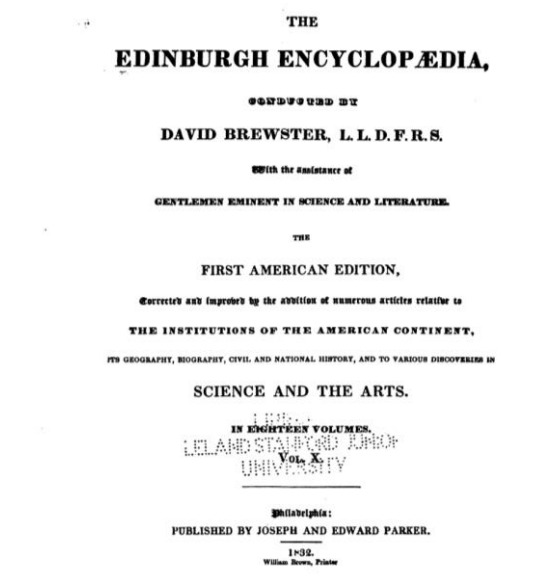 THE
EDINBURGH ENCYCLOPÆDIA,
CONDUCTED BY
DAVID BREWSTER, L.L.D. F.R.S.
With the assistance of
GENTLEMEN EMINENT IN SCIENCE AND LITERATURE.
THE
FIRST AMERICAN EDITION,
Corrected and improved by the addition of numerous articles relative to
THE INSTITUTIONS OF THE AMERICAN CONTINENT,
ITS GEOGRAPHY, BIOGRAPHY, CIVIL AND NATIONAL HISTORY, AND TO VARIOUS DISCOVERIES IN
SCIENCE AND THE ARTS.
IN EIGHTEEN VOLUMES.
LELAND STANFORD JUNIOR
VOL. X.
UNIVERSITY
Philadelphia:
PUBLISHED BY JOSEPH AND EDWARD PARKER.
1832.
William Brown, Printer